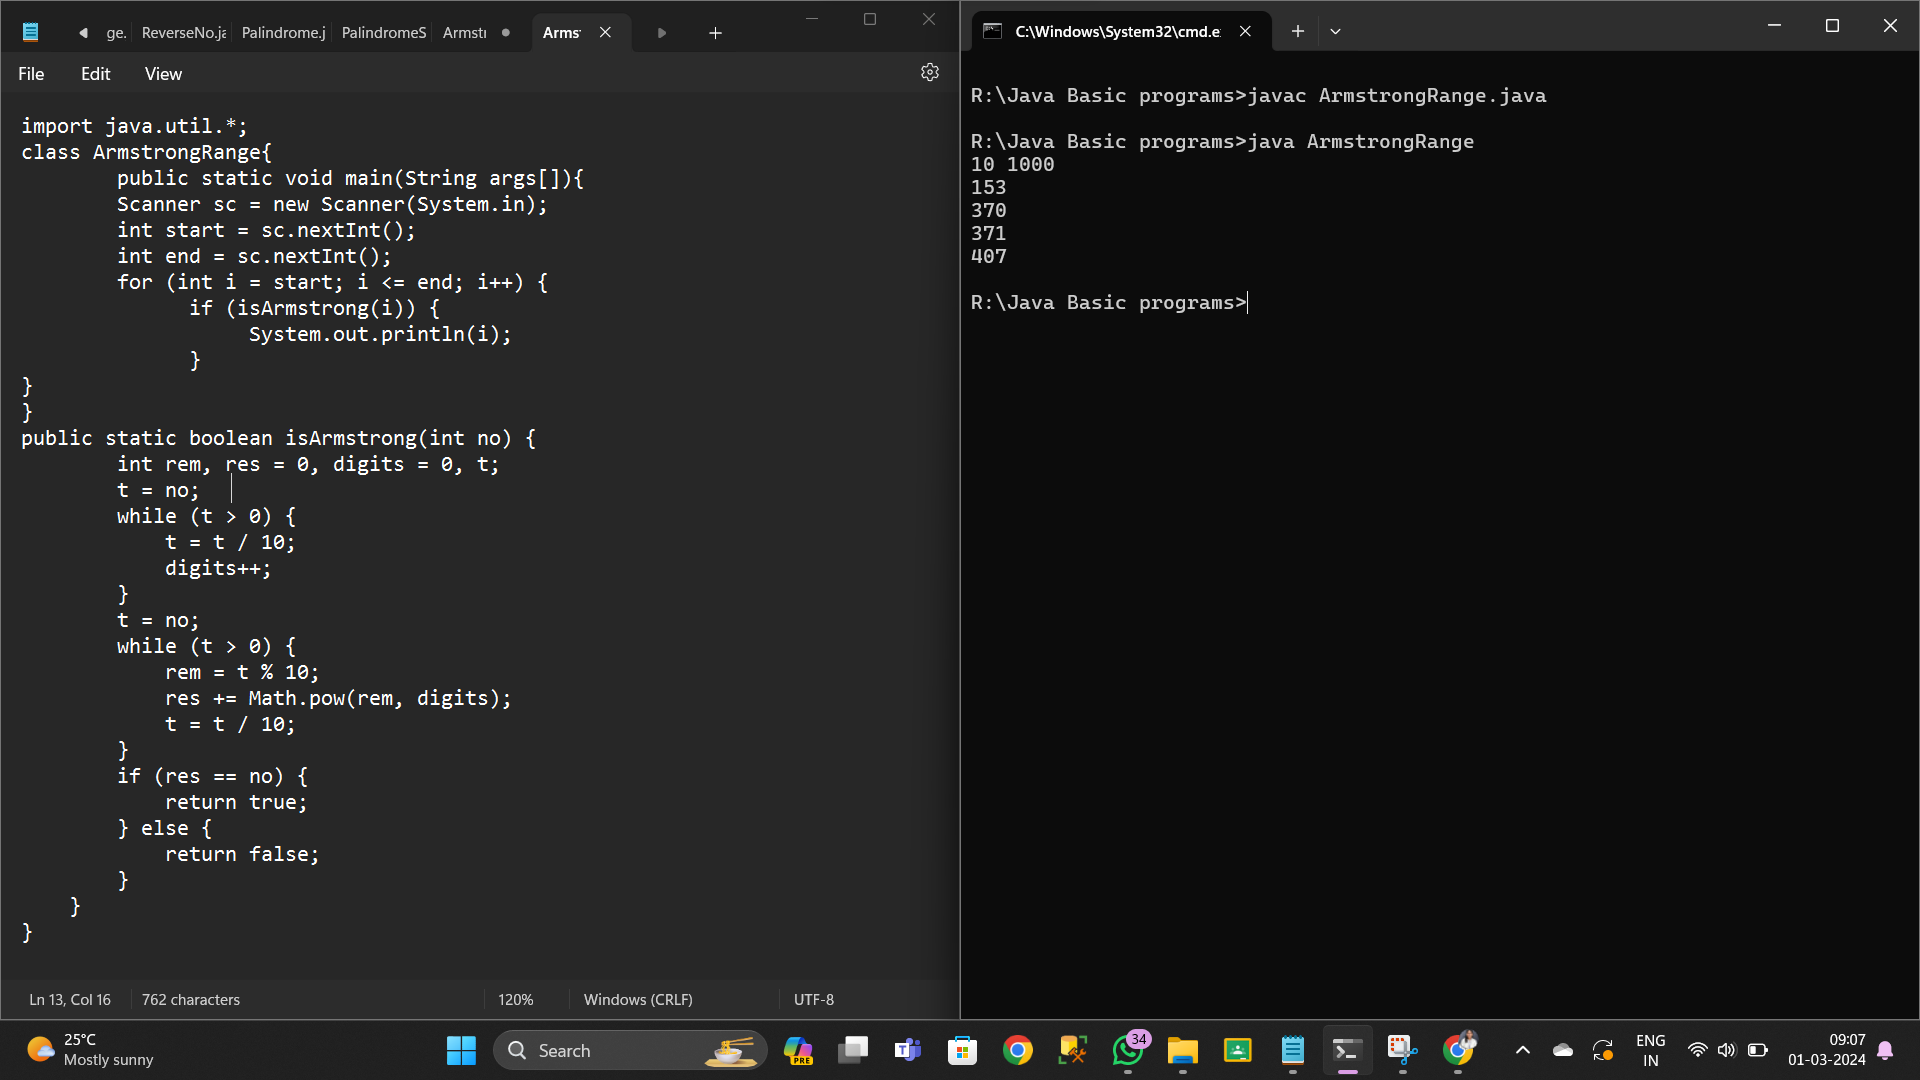 ge.
ReverseNo.ja
Palindrome.j
PalindromeS
Armstr
Arms
File
Edit
View
import java.util.*;
class ArmstrongRange{
public static void main(String args[]){
Scanner sc = new Scanner(System.in);
int start = sc.nextInt();
int end = sc.nextInt();
for (int i = start; i <= end; i++) {
if (isArmstrong(i)) {
System.out.println(i);
}
}
}
public static boolean isArmstrong(int no) {
int rem, res = 0, digits = 0, t;
t = no;
while (t > 0) {
t = t / 10;
digits++;
}
t = no;
while (t > 0) {
rem = t % 10;
res += Math.pow(rem, digits);
t = t / 10;
}
if (res == no) {
return true;
} else {
return false;
}
}
}
Ln 13, Col 16
762 characters
120%
Windows (CRLF)
UTF-8
C:\Windows\System32\cmd.e
R:\Java Basic programs>javac ArmstrongRange.java
R:\Java Basic programs>java ArmstrongRange
10 1000
153
370
371
407
R:\Java Basic programs>
25°C
Mostly sunny
Search
PRE
34
ENG
IN
09:07
01-03-2024